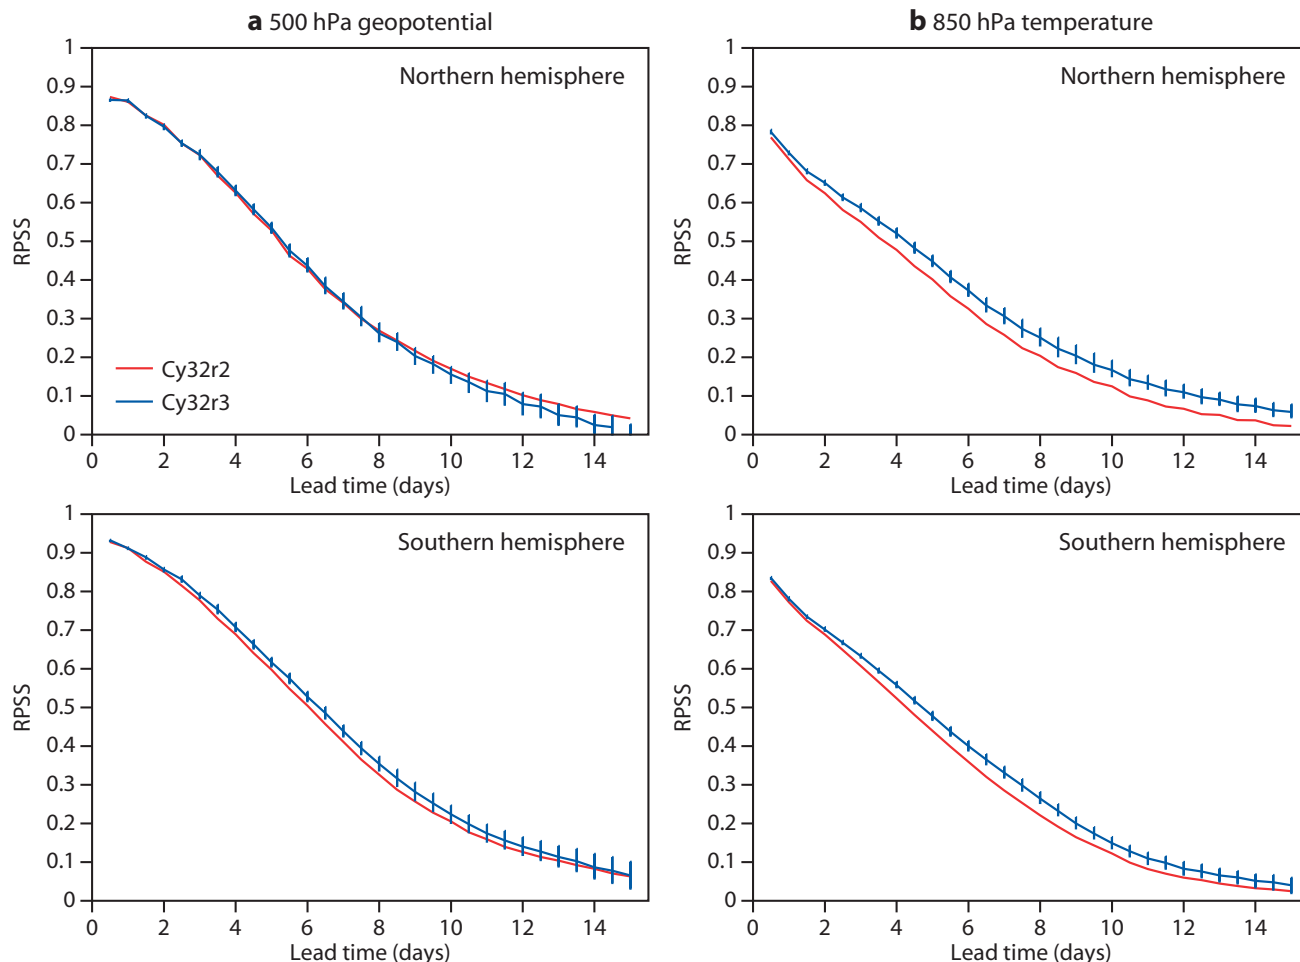 a 500 hPa geopotential
Northern hemisphere
RPSS
1
0.9
0.8
0.7
0.6
0.5
0.4
0.3
0.2
0.1
0
Cy32r2
Cy32r3
0 2 4 6 8 10 12 14
Lead time (days)
b 850 hPa temperature
Northern hemisphere
RPSS
1
0.9
0.8
0.7
0.6
0.5
0.4
0.3
0.2
0.1
0
0 2 4 6 8 10 12 14
Lead time (days)
Southern hemisphere
RPSS
1
0.9
0.8
0.7
0.6
0.5
0.4
0.3
0.2
0.1
0
0 2 4 6 8 10 12 14
Lead time (days)
Southern hemisphere
RPSS
1
0.9
0.8
0.7
0.6
0.5
0.4
0.3
0.2
0.1
0
0 2 4 6 8 10 12 14
Lead time (days)